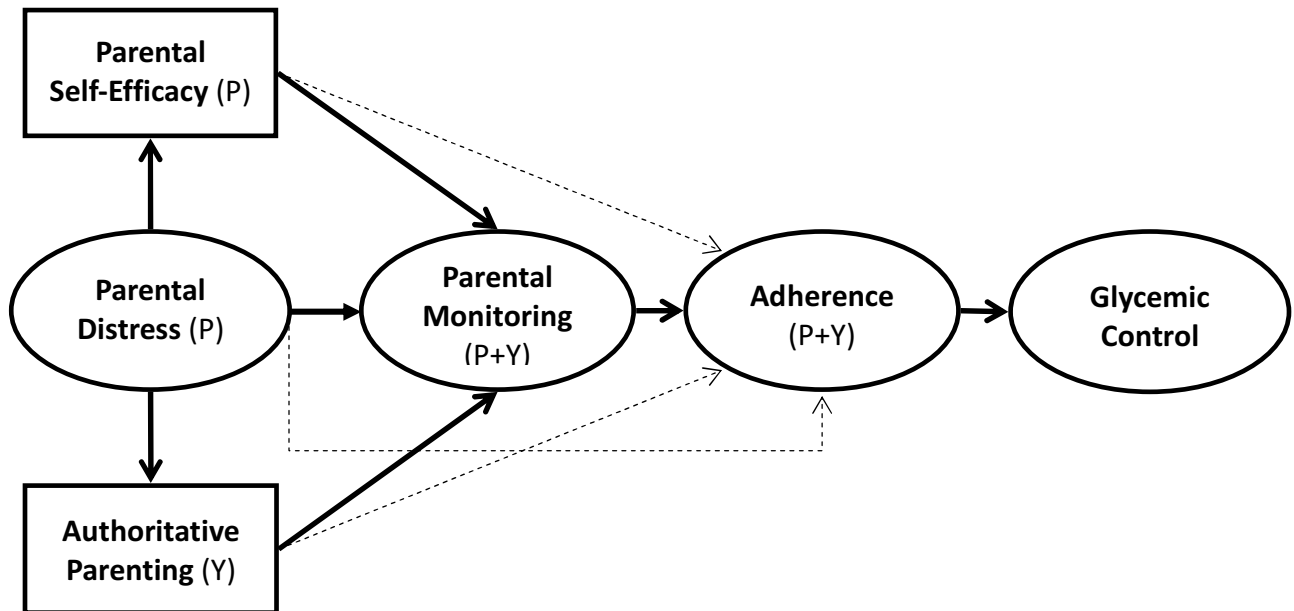 Parental
Self-Efficacy (P)
Parental
Distress (P)
Parental
Monitoring
(P+Y)
Adherence
(P+Y)
Glycemic
Control
Authoritative
Parenting (Y)